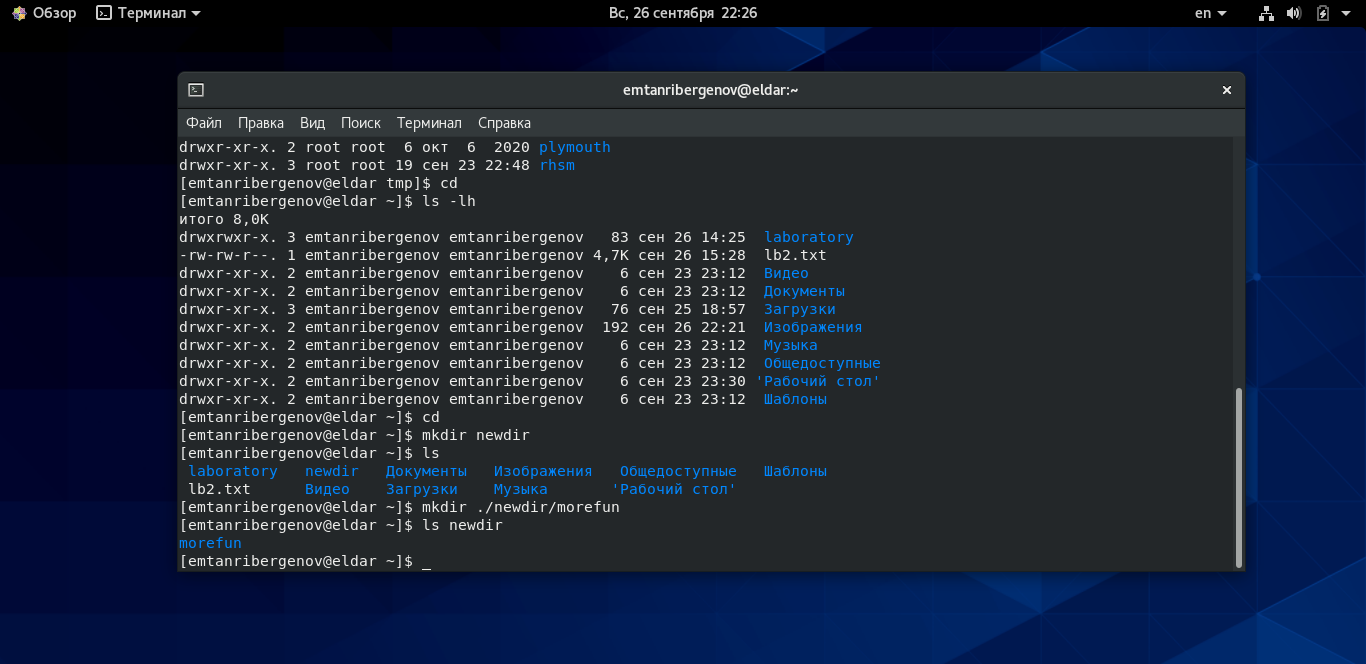 Обзор Терминал Вс, 26 сентября 22:26 en
emtanribergenov@eldar:~
Файл Правка Вид Поиск Терминал Справка
drwxr-xr-x. 2 root root  6 окт  6  2020 plymouth
drwxr-xr-x. 3 root root 19 сен 23 22:48 rhsm
[emtanribergenov@eldar tmp]$ cd
[emtanribergenov@eldar ~]$ ls -lh
итого 8,0K
drwxrwxr-x. 3 emtanribergenov emtanribergenov   83 сен 26 14:25  laboratory
-rw-rw-r--. 1 emtanribergenov emtanribergenov 4,7K сен 26 15:28  lb2.txt
drwxr-xr-x. 2 emtanribergenov emtanribergenov    6 сен 23 23:12  Видео
drwxr-xr-x. 2 emtanribergenov emtanribergenov    6 сен 23 23:12  Документы
drwxr-xr-x. 3 emtanribergenov emtanribergenov   76 сен 25 18:57  Загрузки
drwxr-xr-x. 2 emtanribergenov emtanribergenov  192 сен 26 22:21  Изображения
drwxr-xr-x. 2 emtanribergenov emtanribergenov    6 сен 23 23:12  Музыка
drwxr-xr-x. 2 emtanribergenov emtanribergenov    6 сен 23 23:12  Общедоступные
drwxr-xr-x. 2 emtanribergenov emtanribergenov    6 сен 23 23:30 'Рабочий стол'
drwxr-xr-x. 2 emtanribergenov emtanribergenov    6 сен 23 23:12  Шаблоны
[emtanribergenov@eldar ~]$ cd
[emtanribergenov@eldar ~]$ mkdir newdir
[emtanribergenov@eldar ~]$ ls
laboratory   newdir   Документы   Изображения   Общедоступные   Шаблоны
lb2.txt      Видео    Загрузки    Музыка       'Рабочий стол'
[emtanribergenov@eldar ~]$ mkdir ./newdir/morefun
[emtanribergenov@eldar ~]$ ls newdir
morefun
[emtanribergenov@eldar ~]$ _